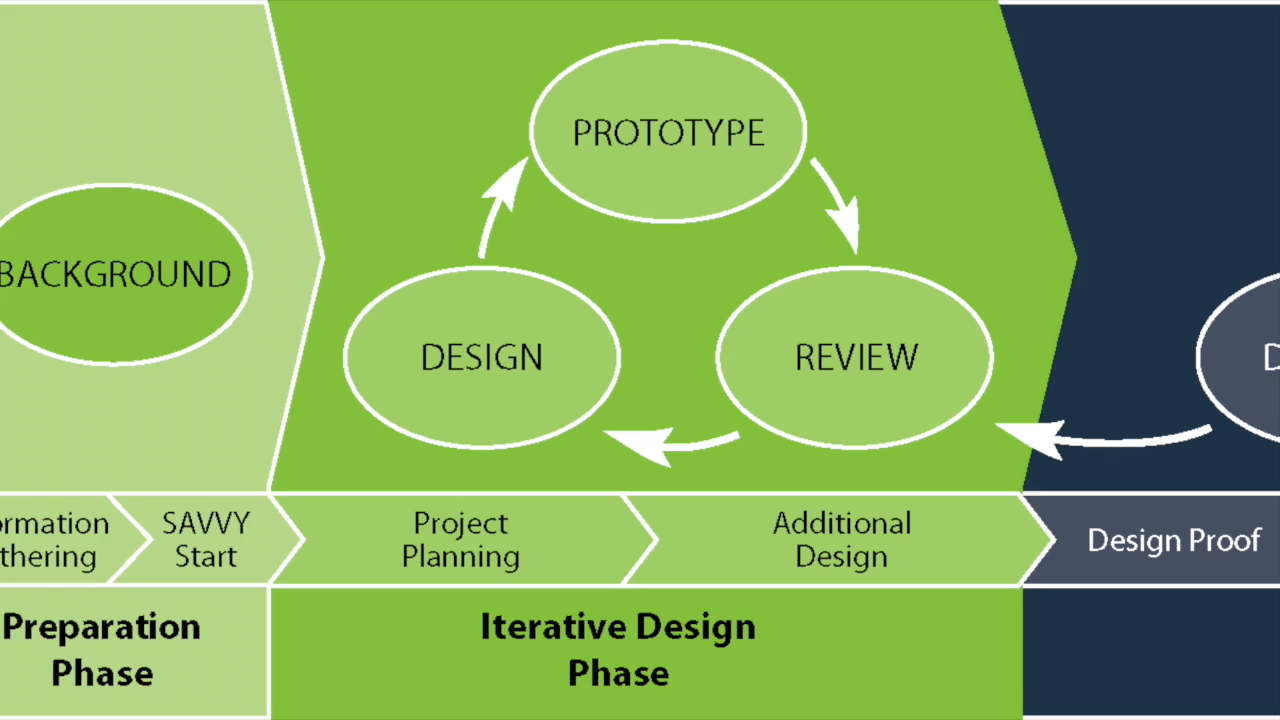 PROTOTYPE
BACKGROUND
DESIGN
REVIEW
SAVVY
Start
Project
Planning
Additional
Design
Design Proof
Preparation
Phase
Iterative Design
Phase